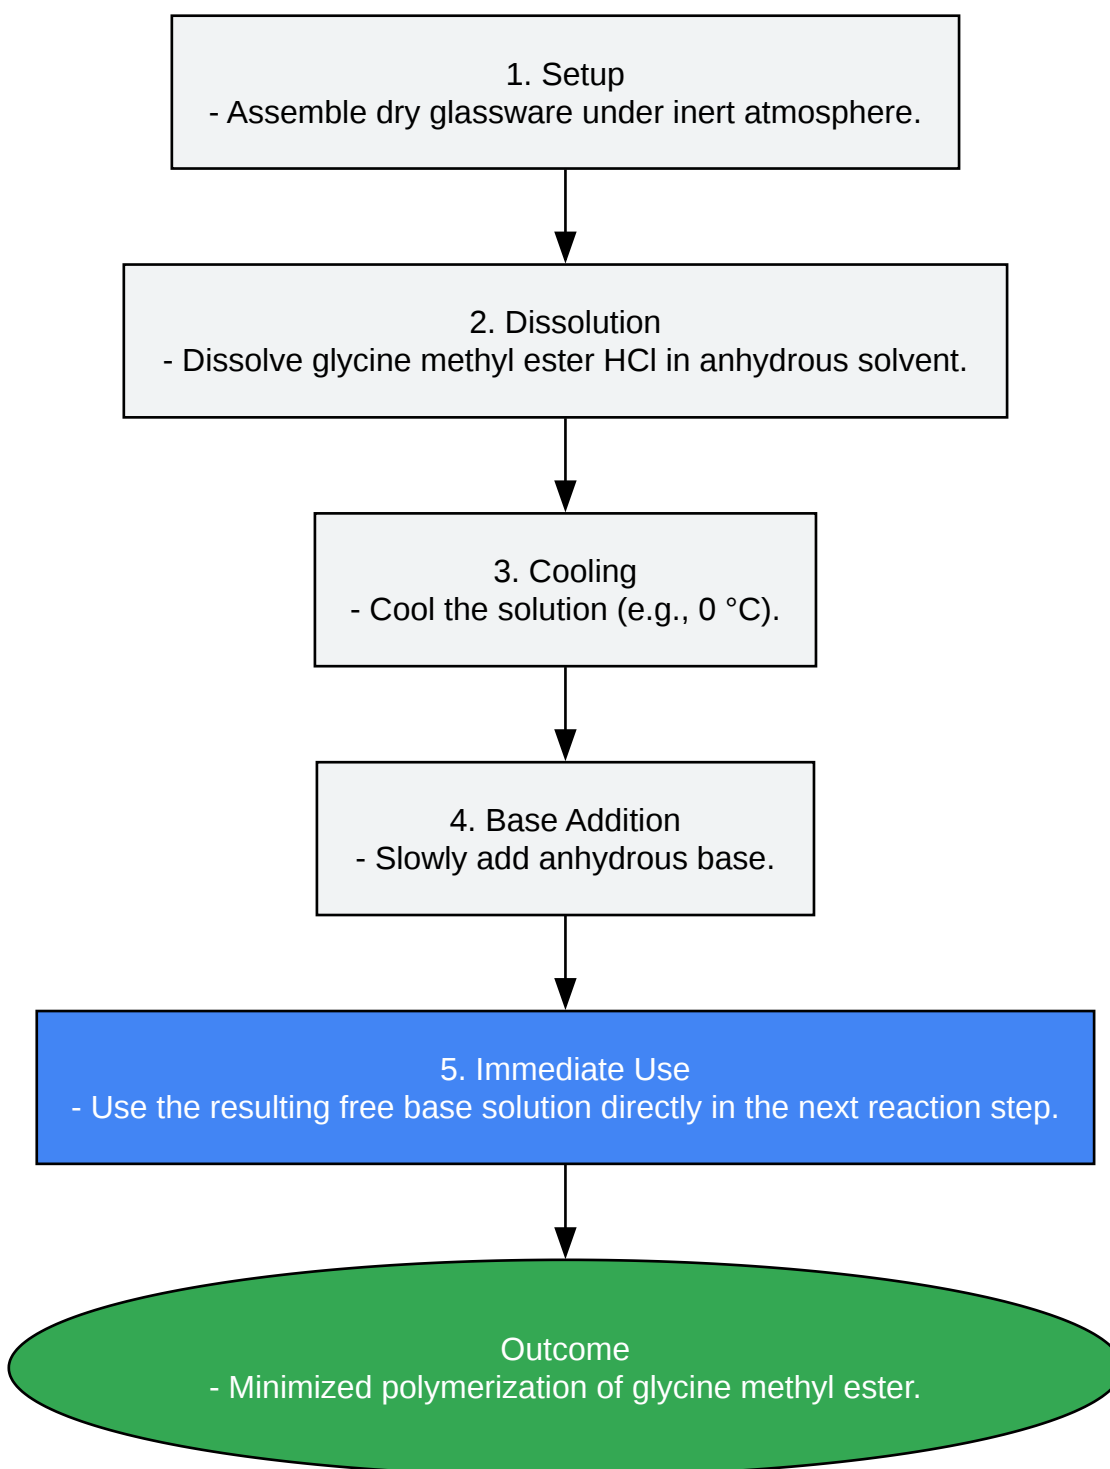 1. Setup
- Assemble dry glassware under inert atmosphere.
2. Dissolution
- Dissolve glycine methyl ester HCl in anhydrous solvent.
3. Cooling
- Cool the solution (e.g., 0 °C).
4. Base Addition
- Slowly add anhydrous base.
5. Immediate Use
- Use the resulting free base solution directly in the next reaction step.
Outcome
- Minimized polymerization of glycine methyl ester.